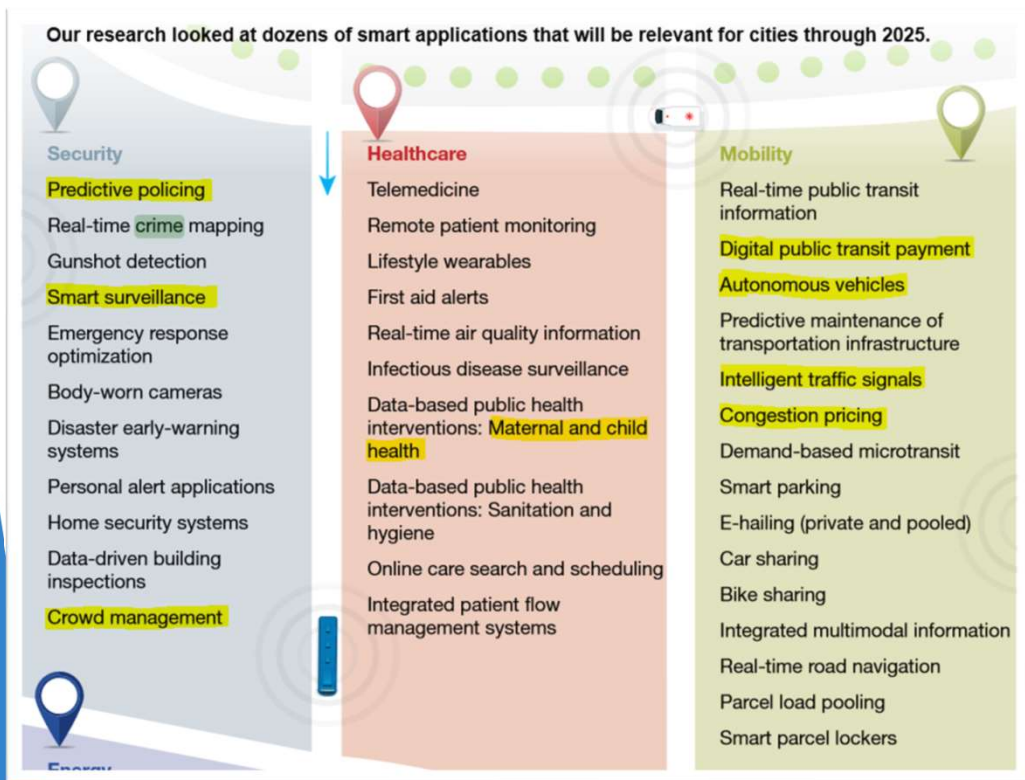 Our research looked at dozens of smart applications that will be relevant for cities through 2025.
Security
Predictive policing
Real-time crime mapping
Gunshot detection
Smart surveillance
Emergency response
optimization
Body-worn cameras
Disaster early-warning
systems
Personal alert applications
Home security systems
Data-driven building
inspections
Crowd management
Energy
Healthcare
Telemedicine
Remote patient monitoring
Lifestyle wearables
First aid alerts
Real-time air quality information
Infectious disease surveillance
Data-based public health
interventions: Maternal and child
health
Data-based public health
interventions: Sanitation and
hygiene
Online care search and scheduling
Integrated patient flow
management systems
Mobility
Real-time public transit
information
Digital public transit payment
Autonomous vehicles
Predictive maintenance of
transportation infrastructure
Intelligent traffic signals
Congestion pricing
Demand-based microtransit
Smart parking
E-hailing (private and pooled)
Car sharing
Bike sharing
Integrated multimodal information
Real-time road navigation
Parcel load pooling
Smart parcel lockers